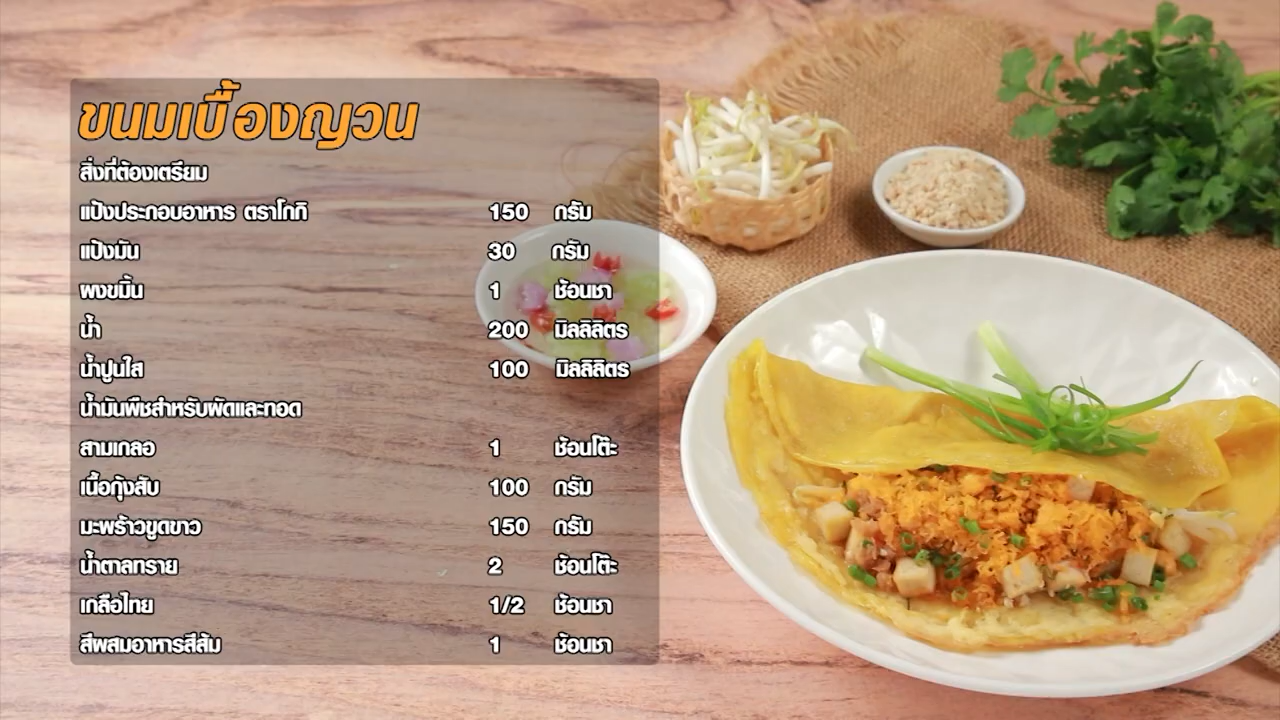 ขนมเบื้องญวน
สิ่งที่ต้องเตรียม
แป้งประกอบอาหาร ตราโกกิ 150 กรัม
แป้งมัน 30 กรัม
ผงขมิ้น 1 ช้อนชา
น้ำ 200 มิลลิลิตร
น้ำปูนใส 100 มิลลิลิตร
น้ำมันพืชสำหรับผัดและทอด
สามเกลอ 1 ช้อนโต๊ะ
เนื้อกุ้งสับ 100 กรัม
มะพร้าวขูดขาว 150 กรัม
น้ำตาลทราย 2 ช้อนโต๊ะ
เกลือไทย 1/2 ช้อนชา
สีผสมอาหารสีส้ม 1 ช้อนชา